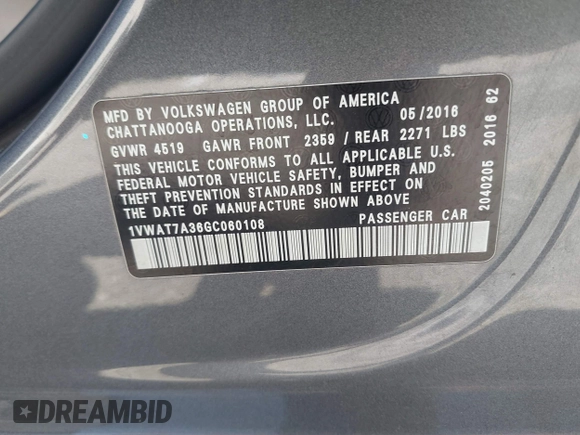 MFD BY VOLKSWAGEN GROUP OF AMERICA
CHATTANOOGA OPERATIONS, LLC. 05/2016
GVWR 4519 GAWR FRONT 2359 / REAR 2271 LBS
THIS VEHICLE CONFORMS TO ALL APPLICABLE U.S.
FEDERAL MOTOR VEHICLE SAFETY, BUMPER AND
THEFT PREVENTION STANDARDS IN EFFECT ON
THE DATE OF MANUFACTURE SHOWN ABOVE
1VWAT7A36GC060108 PASSENGER CAR
2040205 2016 62
DREAMBID